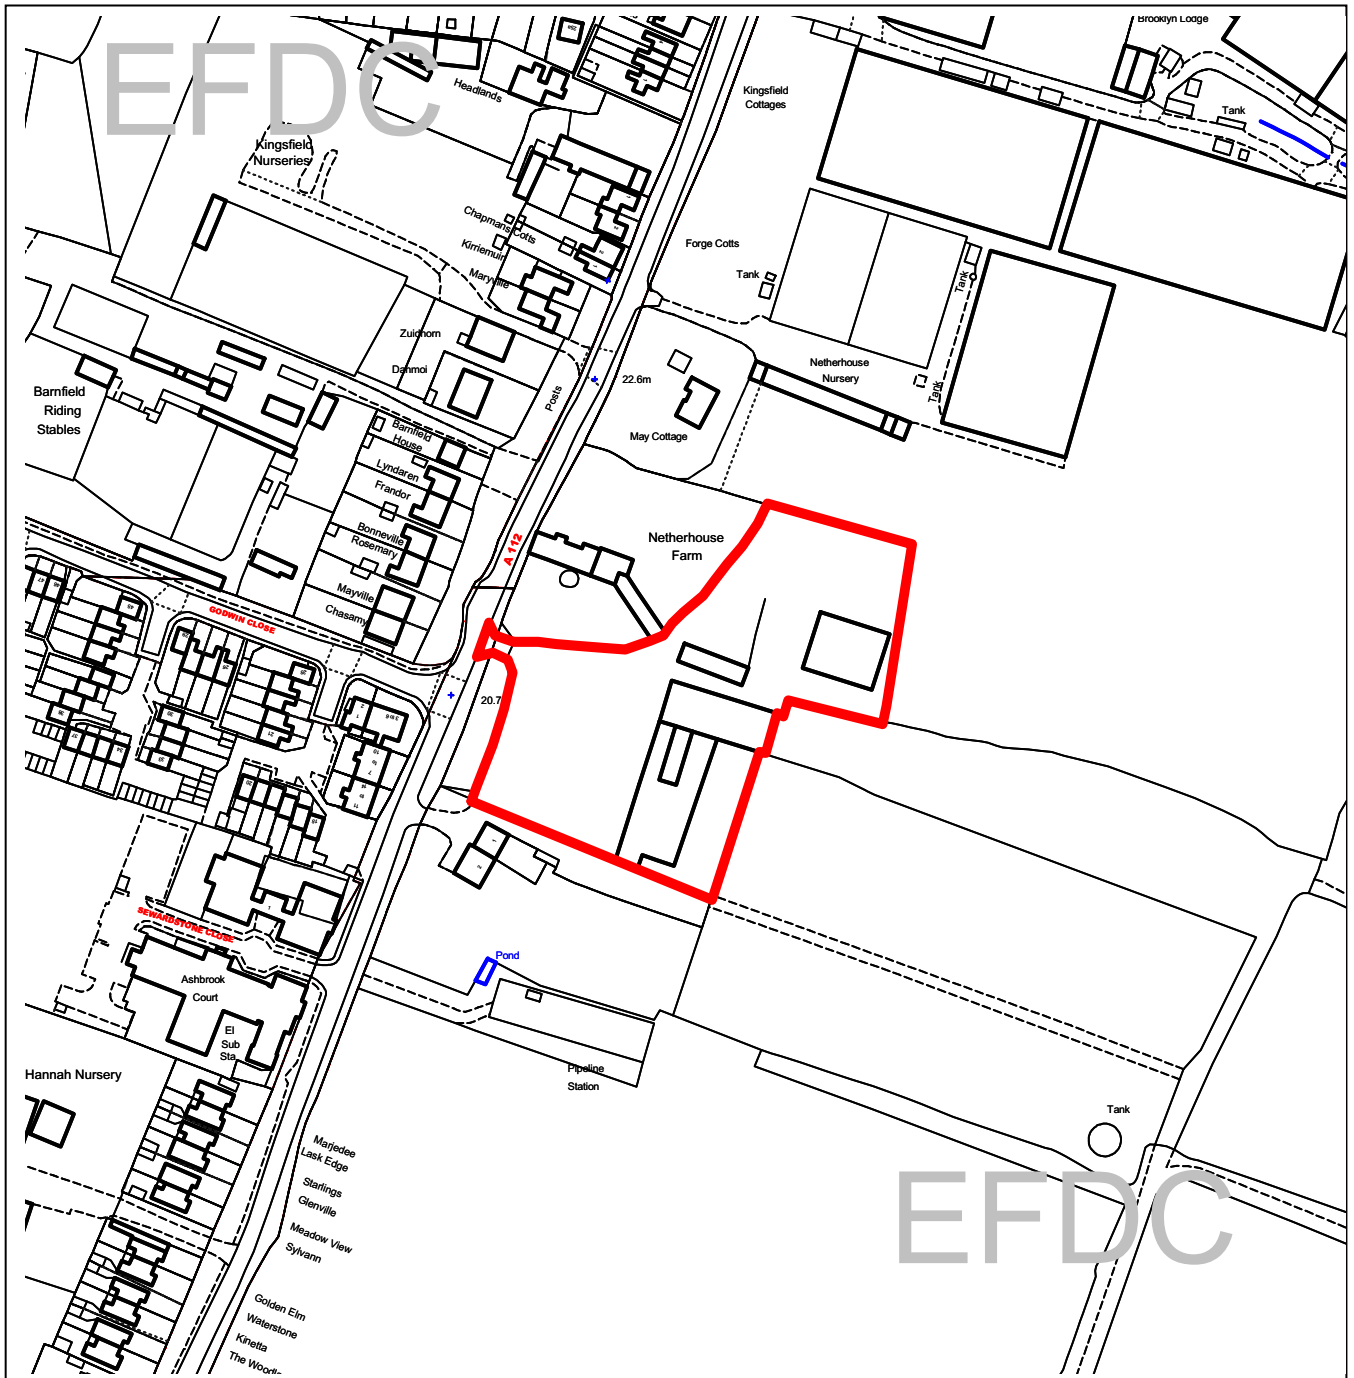 EFDC
Brooklyn Lodge
Headlands
Kingsfield
Cottages
Tank
Kingsfield
Nurseries
Chapmans Cotts
Kirriemuir
Maryville
Forge Cotts
Tank
Tank
Zuidhorn
Danmoi
22.6m
Netherhouse
Nursery
Tank
Posts
Barnfield
Riding
Stables
May Cottage
Barnfield
House
Lyndaren
Frandor
Bonneville
Rosemary
Mayville
Chasamy
A 112
Netherhouse
Farm
GODWIN CLOSE
20.7
SEWARDSTONE CLOSE
Ashbrook
Court
El
Sub
Sta
Pond
Pipeline
Station
Hannah Nursery
Tank
Marjedee
Lask Edge
Starlings
Glenville
Meadow View
Sylvann
EFDC
Golden Elm
Waterstone
Kinetta